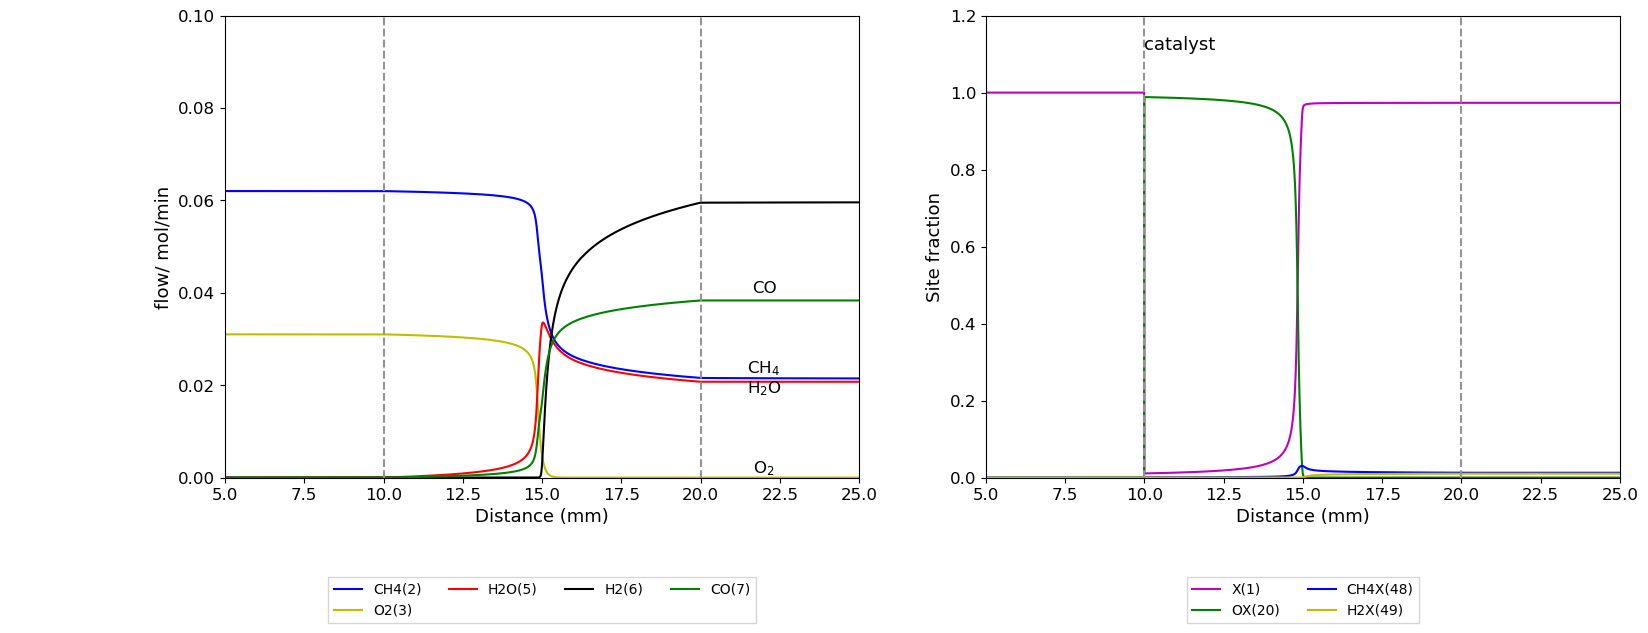 0.10
0.08
0.06
0.04
0.02
0.00
flow/ mol/min
CO
CH4
H2O
O2
5.0 7.5 10.0 12.5 15.0 17.5 20.0 22.5 25.0
Distance (mm)
CH4(2) H2O(5) H2(6) CO(7)
O2(3)
1.2
1.0
0.8
0.6
0.4
0.2
0.0
Site fraction
catalyst
5.0 7.5 10.0 12.5 15.0 17.5 20.0 22.5 25.0
Distance (mm)
X(1) CH4X(48)
OX(20) H2X(49)